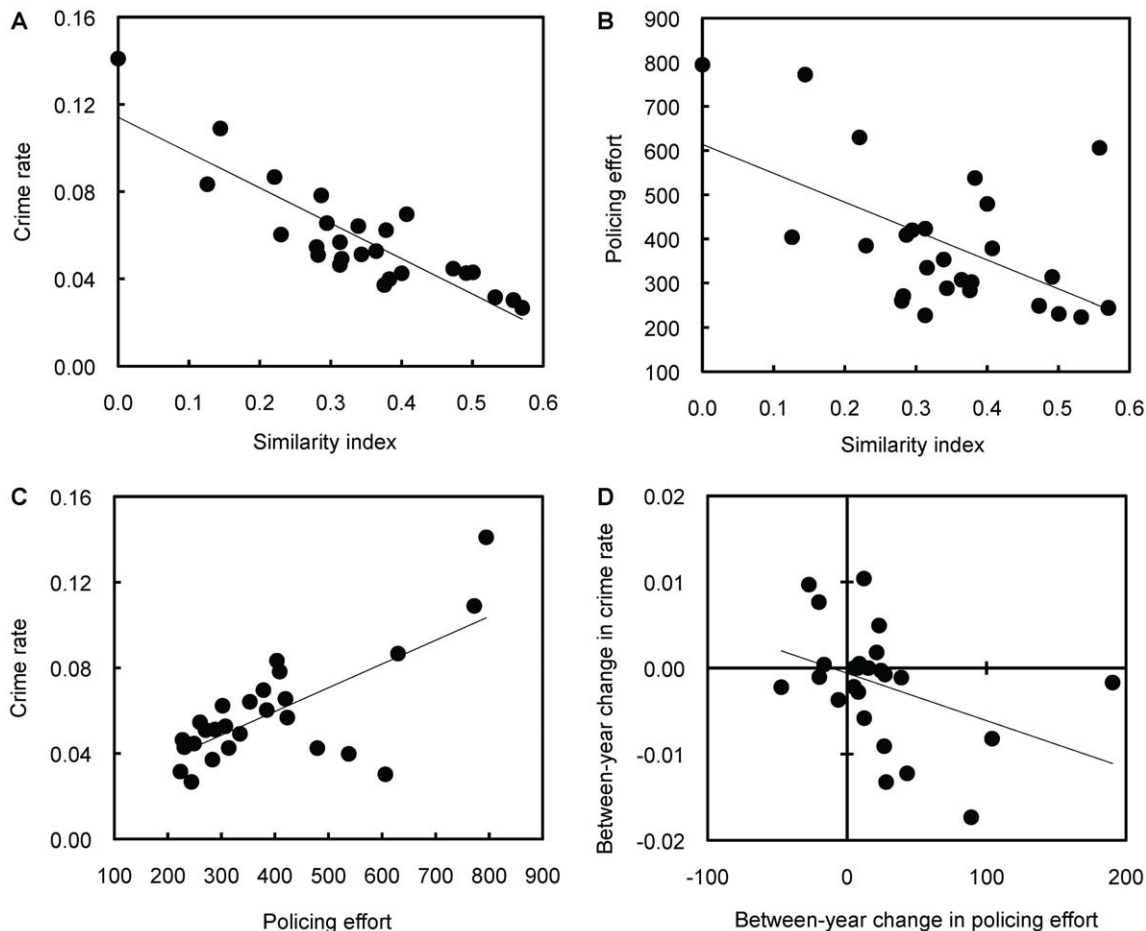 A
0.16
0.12
0.08
0.04
0.00
Crime rate
0.0 0.1 0.2 0.3 0.4 0.5 0.6
Similarity index
B
900
800
700
600
500
400
300
200
100
Policing effort
0.0 0.1 0.2 0.3 0.4 0.5 0.6
Similarity index
C
0.16
0.12
0.08
0.04
0.00
Crime rate
100 200 300 400 500 600 700 800 900
Policing effort
D
0.02
0.01
0.00
-0.01
-0.02
Between-year change in crime rate
-100 0 100 200
Between-year change in policing effort